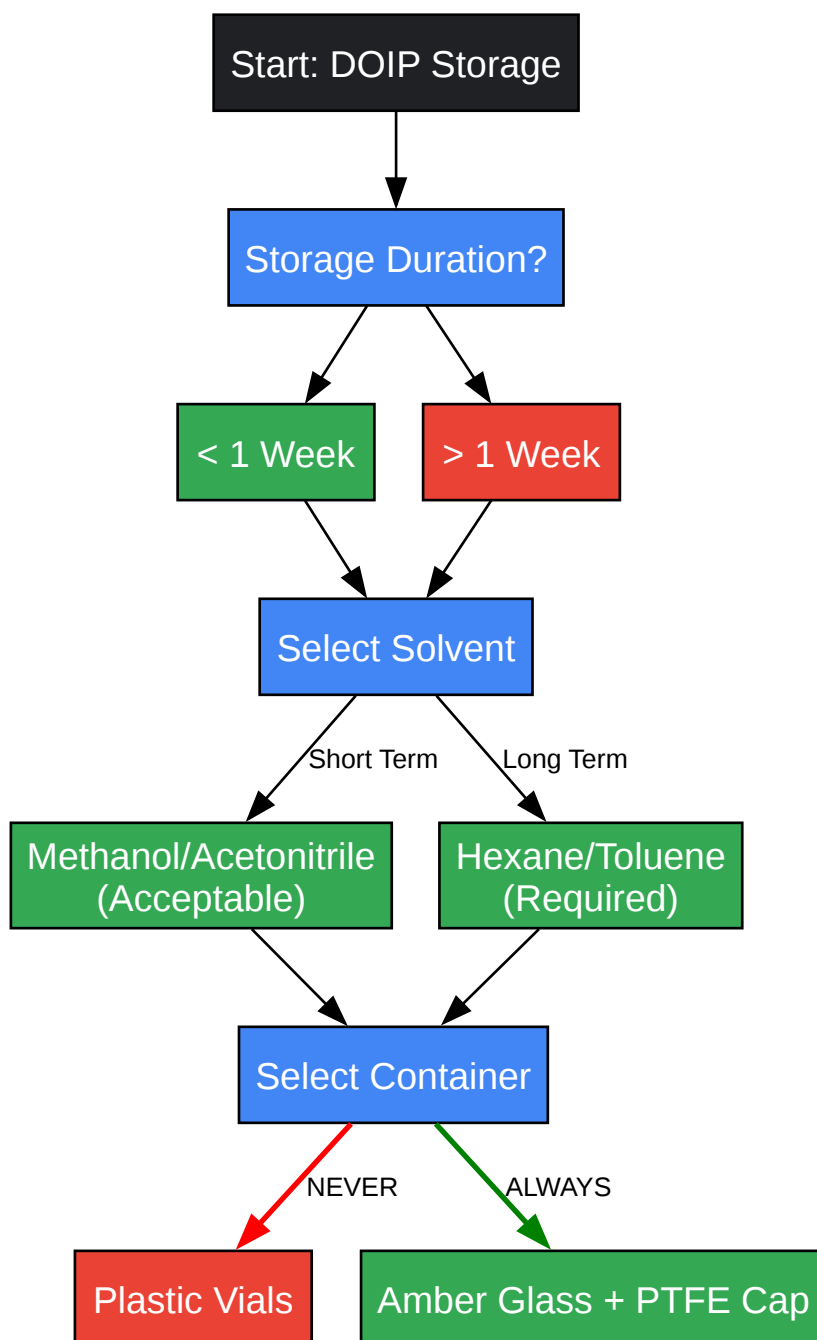 Start: DOIP Storage
Storage Duration?
< 1 Week
> 1 Week
Select Solvent
Short Term
Long Term
Methanol/Acetonitrile
(Acceptable)
Hexane/Toluene
(Required)
Select Container
NEVER
ALWAYS
Plastic Vials
Amber Glass + PTFE Cap